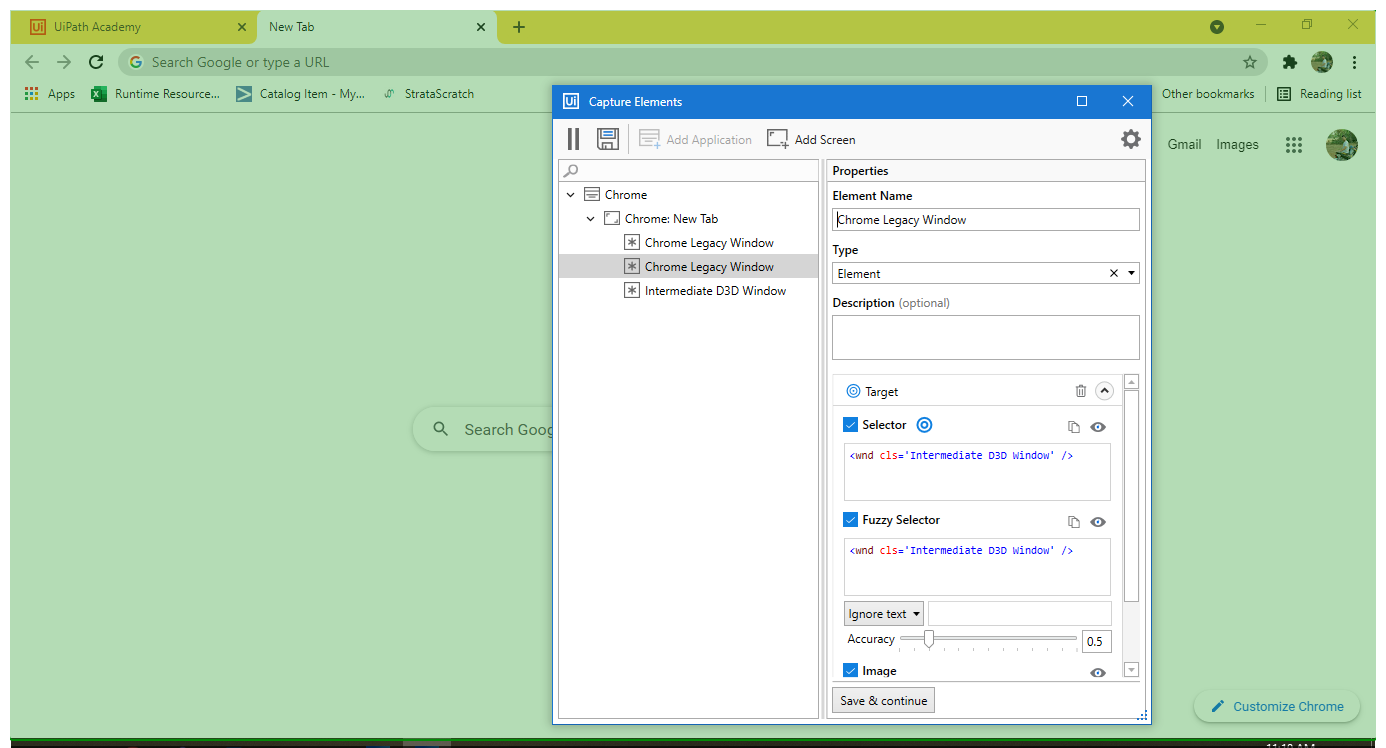 Ui UiPath Academy
New Tab
Search Google or type a URL
Apps
Runtime Resource...
Catalog Item - My...
StrataScratch
Other bookmarks
Reading list
Gmail
Images
Search Goog
Customize Chrome
Ui Capture Elements
Add Application
Add Screen
Chrome
Chrome: New Tab
Chrome Legacy Window
Chrome Legacy Window
Intermediate D3D Window
Properties
Element Name
Chrome Legacy Window
Type
Element
Description (optional)
Target
Selector
<wnd cls='Intermediate D3D Window' />
Fuzzy Selector
<wnd cls='Intermediate D3D Window' />
Ignore text
Accuracy
0.5
Image
Save & continue